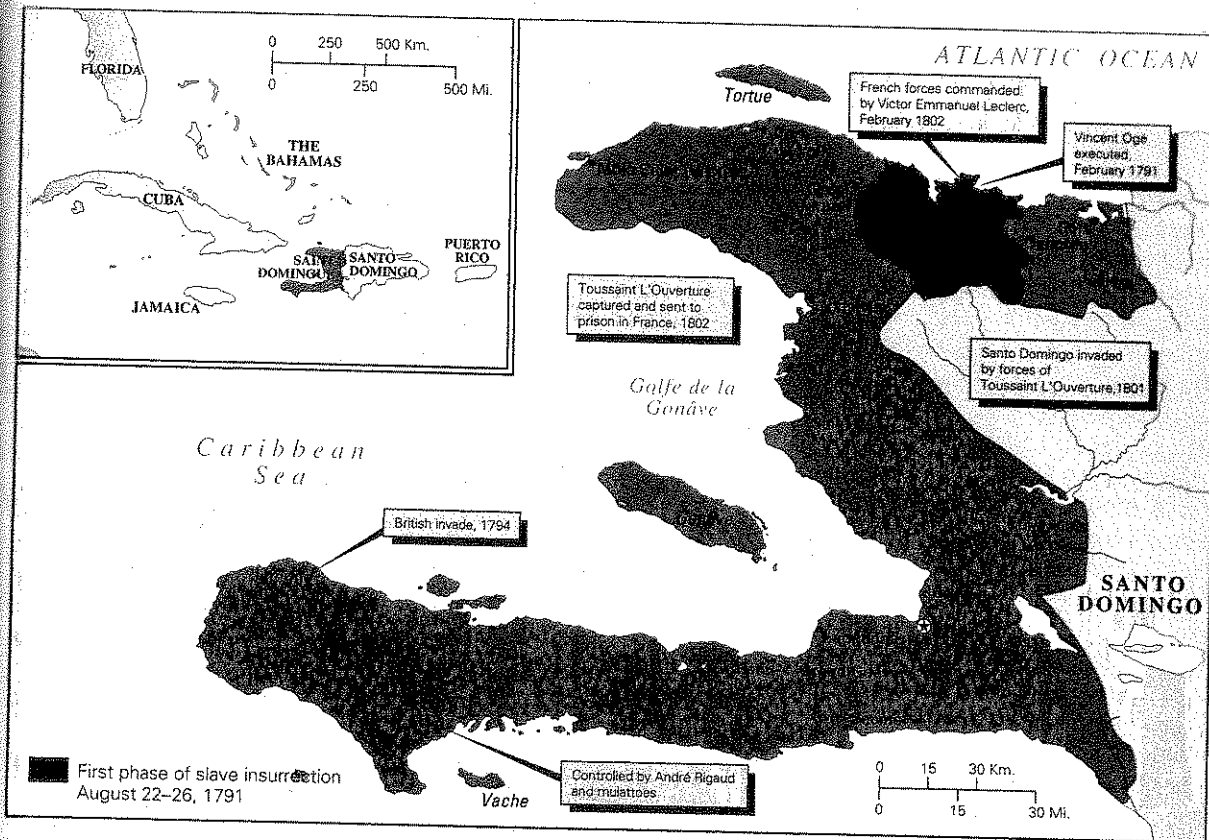 0 250 500 Km.
0 250 500 Mi.
FLORIDA
THE
BAHAMAS
CUBA
SANTO
DOMINGO
DOMINGUE
PUERTO
RICO
JAMAICA
ATLANTIC OCEAN
Tortue
French forces commanded
by Victor Emmanuel Leclerc,
February 1802
Vincent Ogé
executed,
February 1791
Toussaint L'Ouverture
captured and sent to
prison in France, 1802
Santo Domingo invaded
by forces of
Toussaint L'Ouverture, 1801
Golfe de la
Gonâve
Caribbean
Sea
British invade, 1794
SANTO
DOMINGO
First phase of slave insurrection
August 22–26, 1791
Vache
Controlled by André Rigaud
and mulattoes
0 15 30 Km.
0 15 30 Mi.